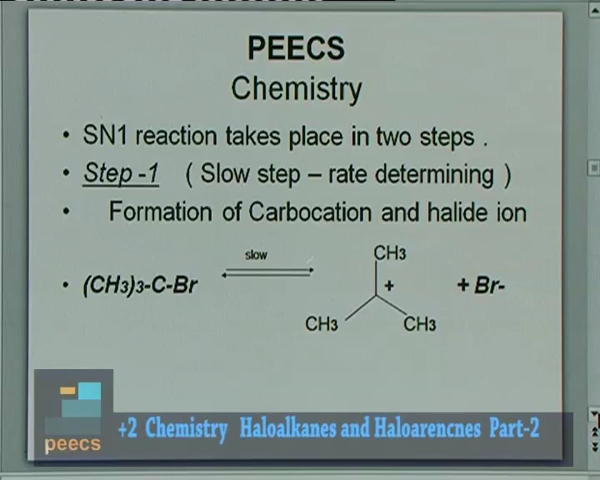 PEECS
Chemistry
• SN1 reaction takes place in two steps .
• Step -1 ( Slow step – rate determining )
• Formation of Carbocation and halide ion
• (CH3)3-C-Br slow CH3 + + Br-
CH3 CH3
peecs
+2 Chemistry Haloalkanes and Haloarencnes Part-2